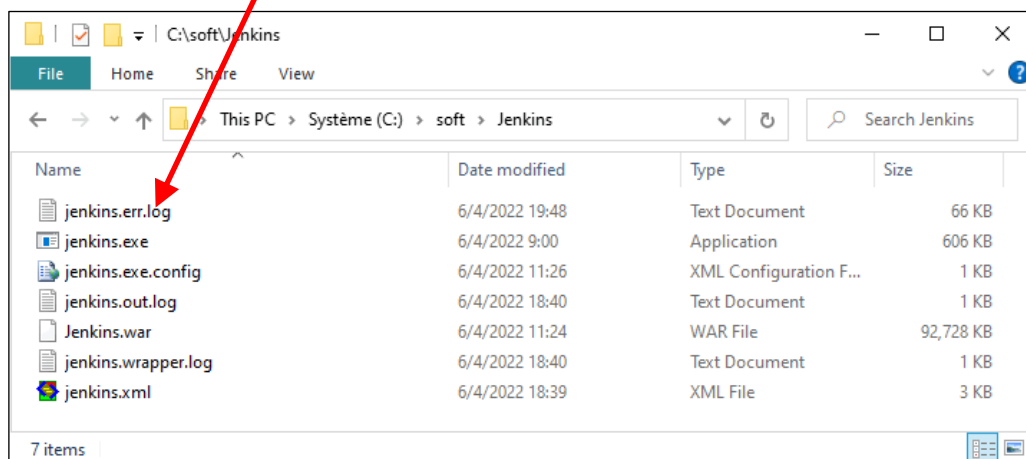 C:\soft\Jenkins
File Home Share View
This PC > Système (C:) > soft > Jenkins Search Jenkins
Name Date modified Type Size
jenkins.err.log 6/4/2022 19:48 Text Document 66 KB
jenkins.exe 6/4/2022 9:00 Application 606 KB
jenkins.exe.config 6/4/2022 11:26 XML Configuration F... 1 KB
jenkins.out.log 6/4/2022 18:40 Text Document 1 KB
Jenkins.war 6/4/2022 11:24 WAR File 92,728 KB
jenkins.wrapper.log 6/4/2022 18:40 Text Document 1 KB
jenkins.xml 6/4/2022 18:39 XML File 3 KB
7 items